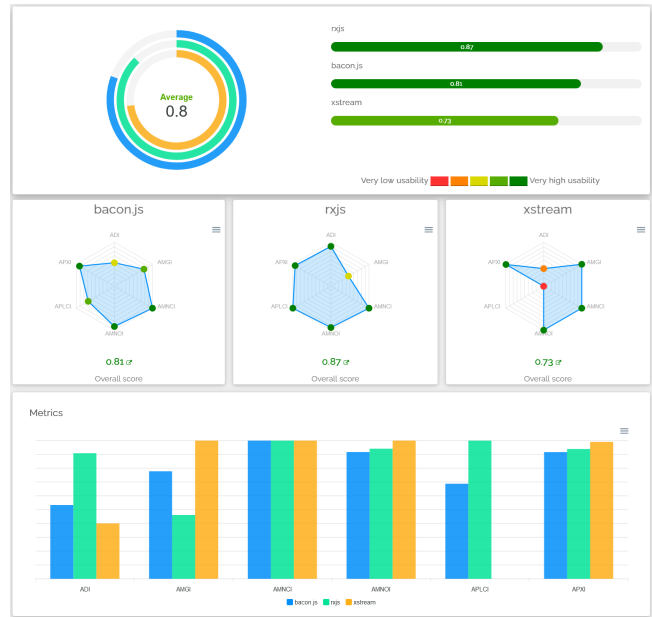 rxjs
0.87
bacon.js
0.81
xstream
0.73
Average
0.8
Very low usability Very high usability
bacon.js rxjs xstream
ADI ADI ADI
APXI AMGI APXI AMGI APXI AMGI
APLCI AMNCI APLCI AMNCI APLCI AMNCI
AMNOI AMNOI AMNOI
0.81 0.87 0.73
Overall score Overall score Overall score
Metrics
ADI AMGI AMNCI AMNOI APLCI APXI
bacon.js rxjs xstream